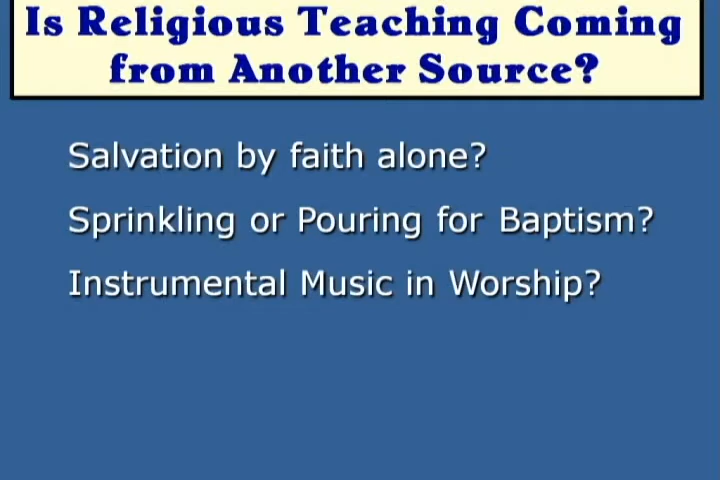 Is Religious Teaching Coming
from Another Source?
Salvation by faith alone?
Sprinkling or Pouring for Baptism?
Instrumental Music in Worship?